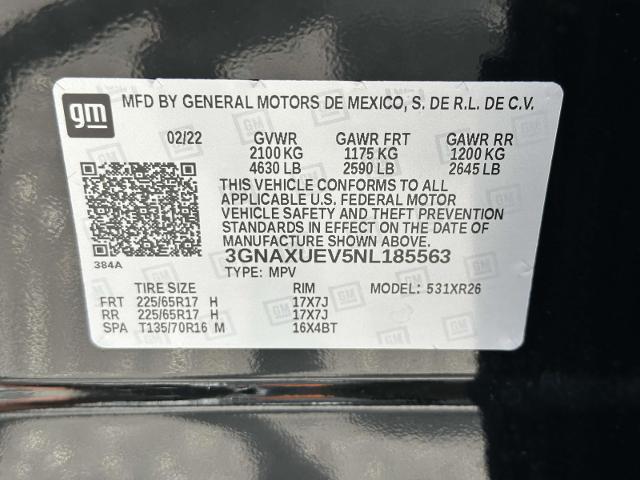 gm MFD BY GENERAL MOTORS DE MEXICO, S. DE R.L. DE C.V.
02/22 GVWR GAWR FRT GAWR RR
2100 KG 1175 KG 1200 KG
4630 LB 2590 LB 2645 LB
THIS VEHICLE CONFORMS TO ALL
APPLICABLE U.S. FEDERAL MOTOR
VEHICLE SAFETY AND THEFT PREVENTION
STANDARDS IN EFFECT ON THE DATE OF
MANUFACTURE SHOWN ABOVE.
384A 3GNAXUEV5NL185563
TYPE: MPV
TIRE SIZE RIM MODEL: 531XR26
FRT 225/65R17 H 17X7J
RR 225/65R17 H 17X7J
SPA T135/70R16 M 16X4BT